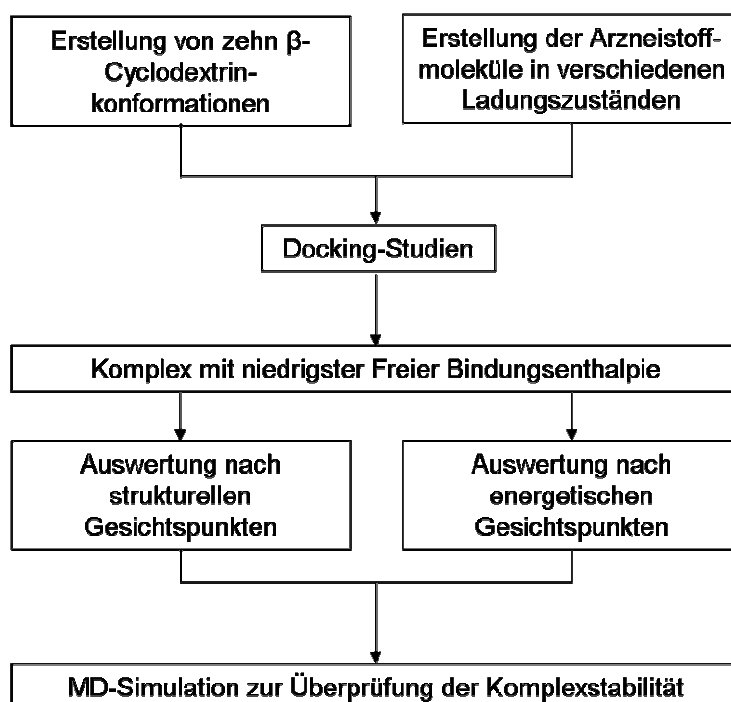 Erstellung von zehn β-
Cyclodextrin-
konformationen
Erstellung der Arzneistoff-
moleküle in verschiedenen
Ladungszuständen
Docking-Studien
Komplex mit niedrigster Freier Bindungsenthalpie
Auswertung nach
strukturellen
Gesichtspunkten
Auswertung nach
energetischen
Gesichtspunkten
MD-Simulation zur Überprüfung der Komplexstabilität